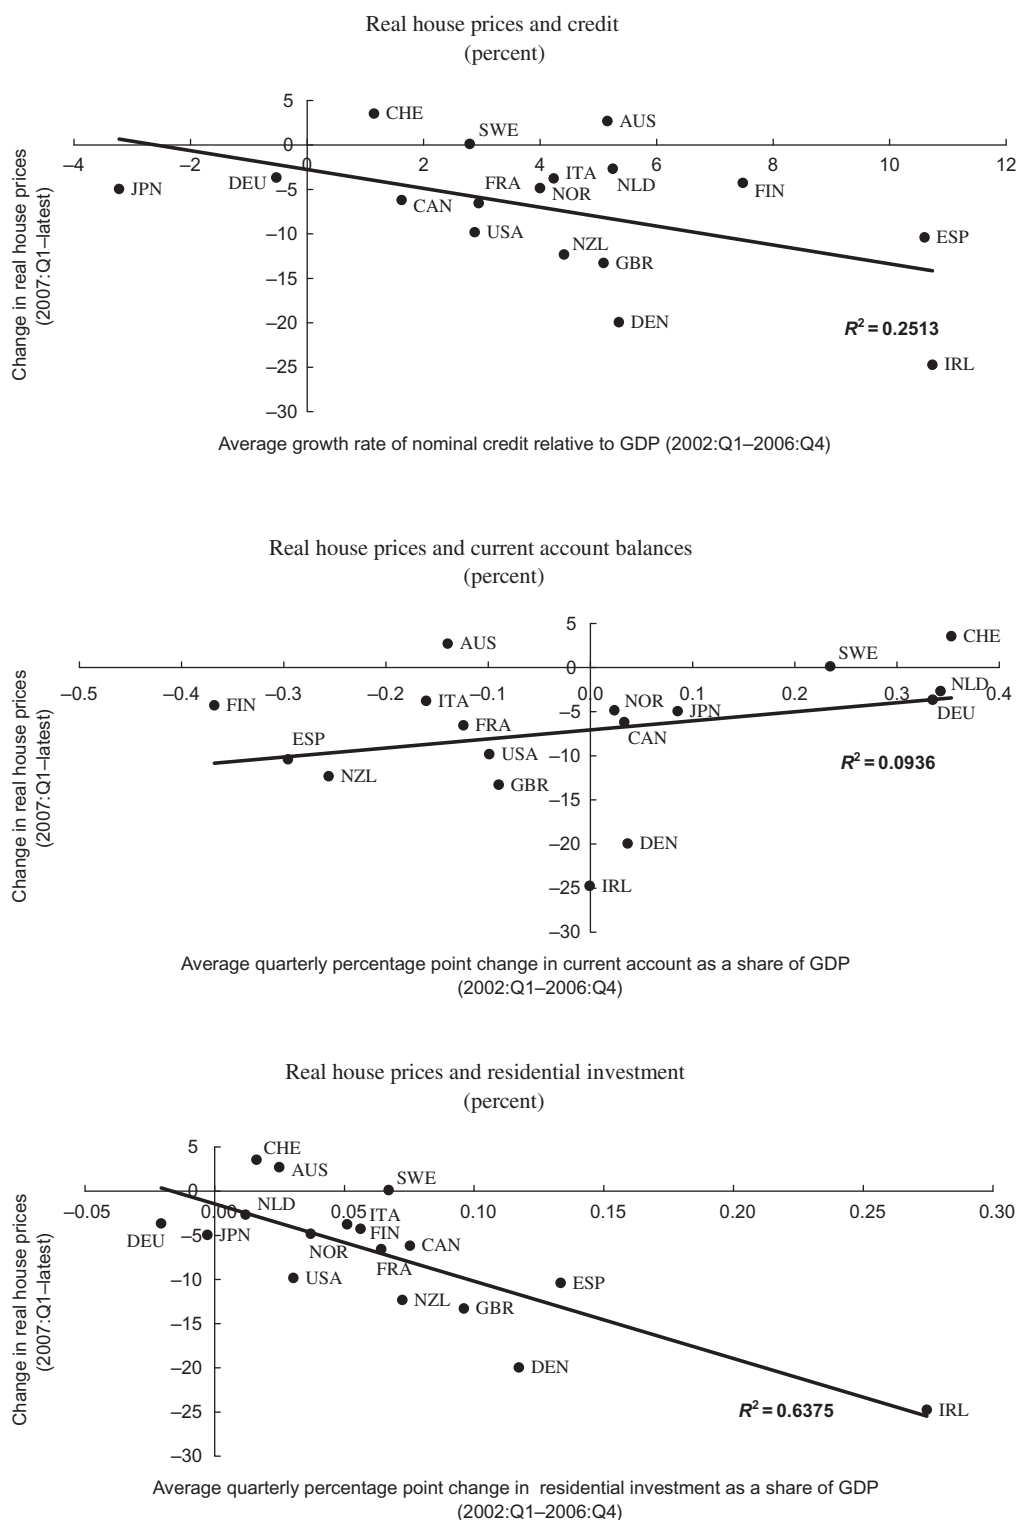 Real house prices and credit
(percent)
5
0
–5
–10
–15
–20
–25
–30
–4
–2
0
2
4
6
8
10
12
CHE
AUS
SWE
JPN
DEU
CAN
FRA
ITA
NOR
NLD
FIN
USA
NZL
GBR
ESP
DEN
IRL
R² = 0.2513
Change in real house prices
(2007:Q1–latest)
Average growth rate of nominal credit relative to GDP (2002:Q1–2006:Q4)
Real house prices and current account balances
(percent)
5
0
–5
–10
–15
–20
–25
–30
–0.5
–0.4
–0.3
–0.2
–0.1
0.0
0.1
0.2
0.3
0.4
AUS
CHE
SWE
FIN
ITA
NOR
JPN
NLD
DEU
FRA
CAN
ESP
USA
NZL
GBR
DEN
IRL
R² = 0.0936
Change in real house prices
(2007:Q1–latest)
Average quarterly percentage point change in current account as a share of GDP
(2002:Q1–2006:Q4)
Real house prices and residential investment
(percent)
5
0
–5
–10
–15
–20
–25
–30
–0.05
0.00
0.05
0.10
0.15
0.20
0.25
0.30
CHE
AUS
SWE
NLD
ITA
FIN
DEU
JPN
NOR
CAN
FRA
USA
NZL
GBR
ESP
DEN
IRL
R² = 0.6375
Change in real house prices
(2007:Q1–latest)
Average quarterly percentage point change in residential investment as a share of GDP
(2002:Q1–2006:Q4)